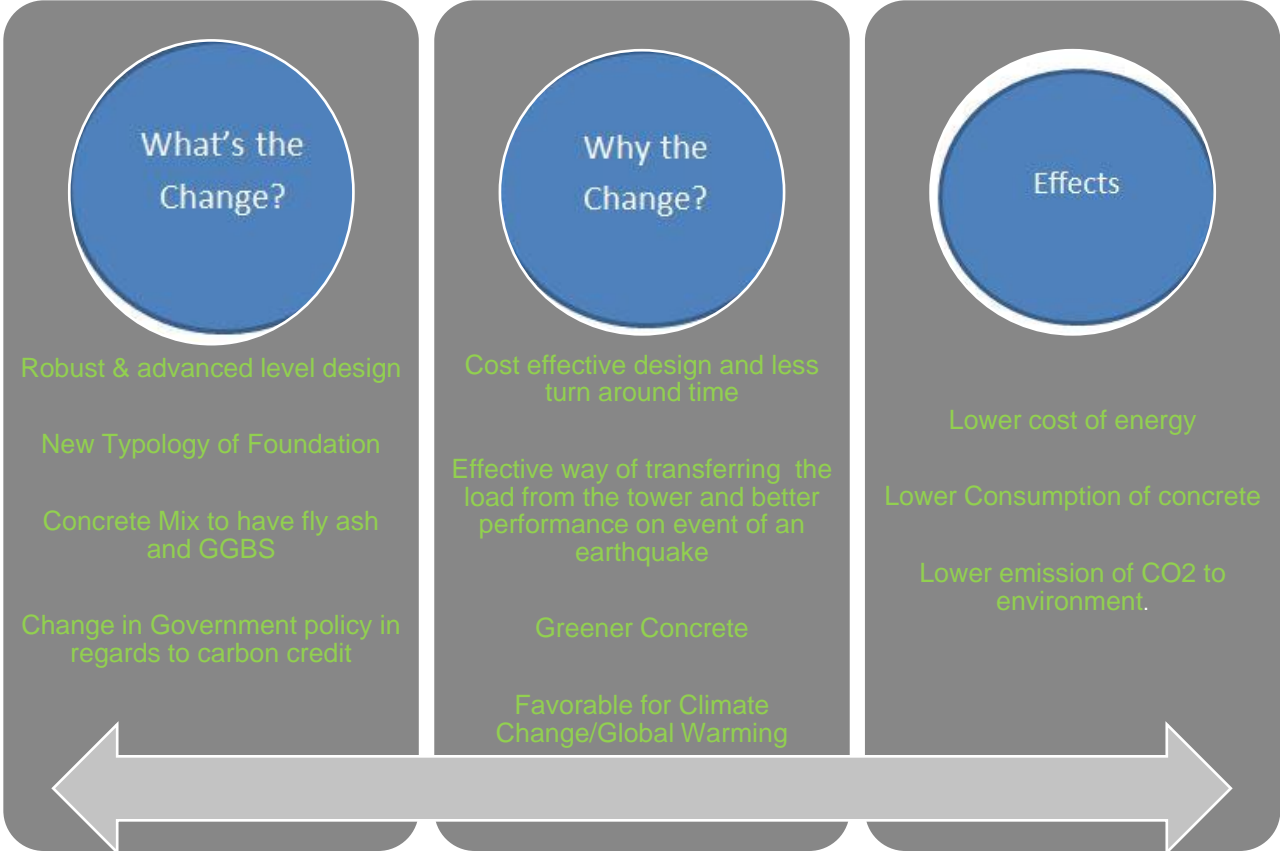 What's the
Change?
Robust & advanced level design
New Typology of Foundation
Concrete Mix to have fly ash
and GGBS
Change in Government policy in
regards to carbon credit
Why the
Change?
Cost effective design and less
turn around time
Effective way of transferring  the
load from the tower and better
performance on event of an
earthquake
Greener Concrete
Favorable for Climate
Change/Global Warming
Effects
Lower cost of energy
Lower Consumption of concrete
Lower emission of CO2 to
environment.